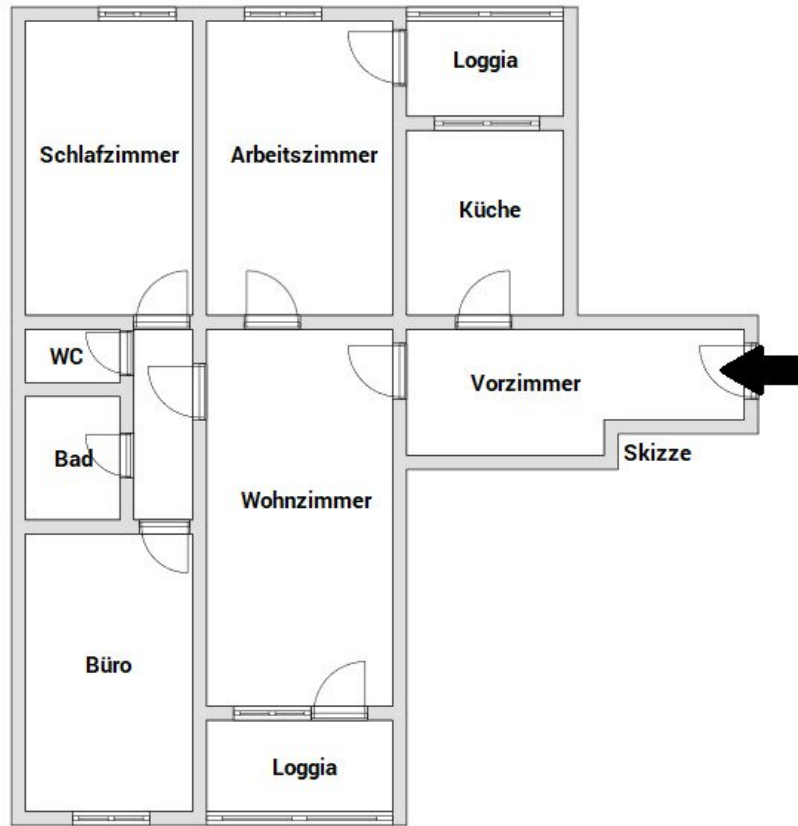 Loggia
Schlafzimmer
Arbeitszimmer
Küche
WC
Vorzimmer
Bad
Skizze
Wohnzimmer
Büro
Loggia